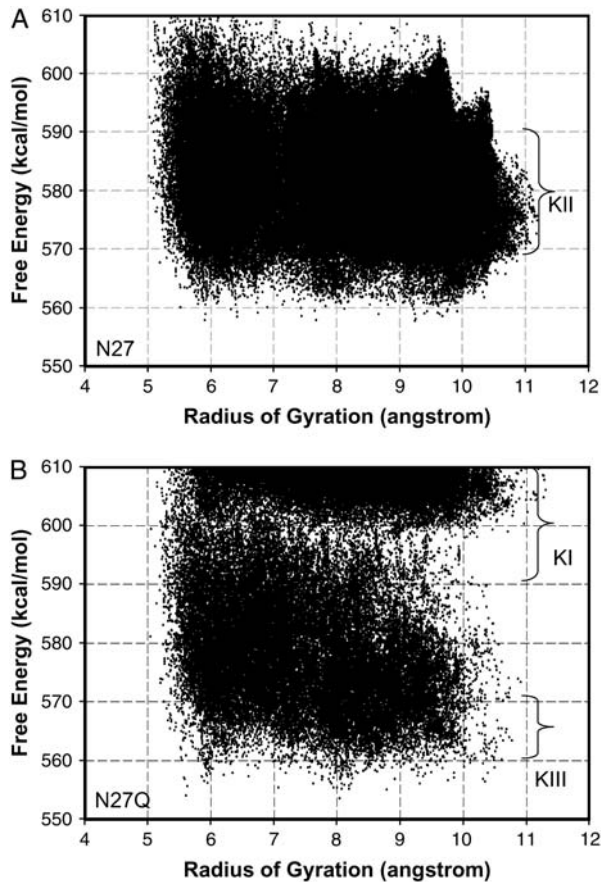 A
Free Energy (kcal/mol)
610
600
590
580
570
560
550
KII
N27
4 5 6 7 8 9 10 11 12
Radius of Gyration (angstrom)
B
Free Energy (kcal/mol)
610
600
590
580
570
560
550
KI
KIII
N27Q
4 5 6 7 8 9 10 11 12
Radius of Gyration (angstrom)